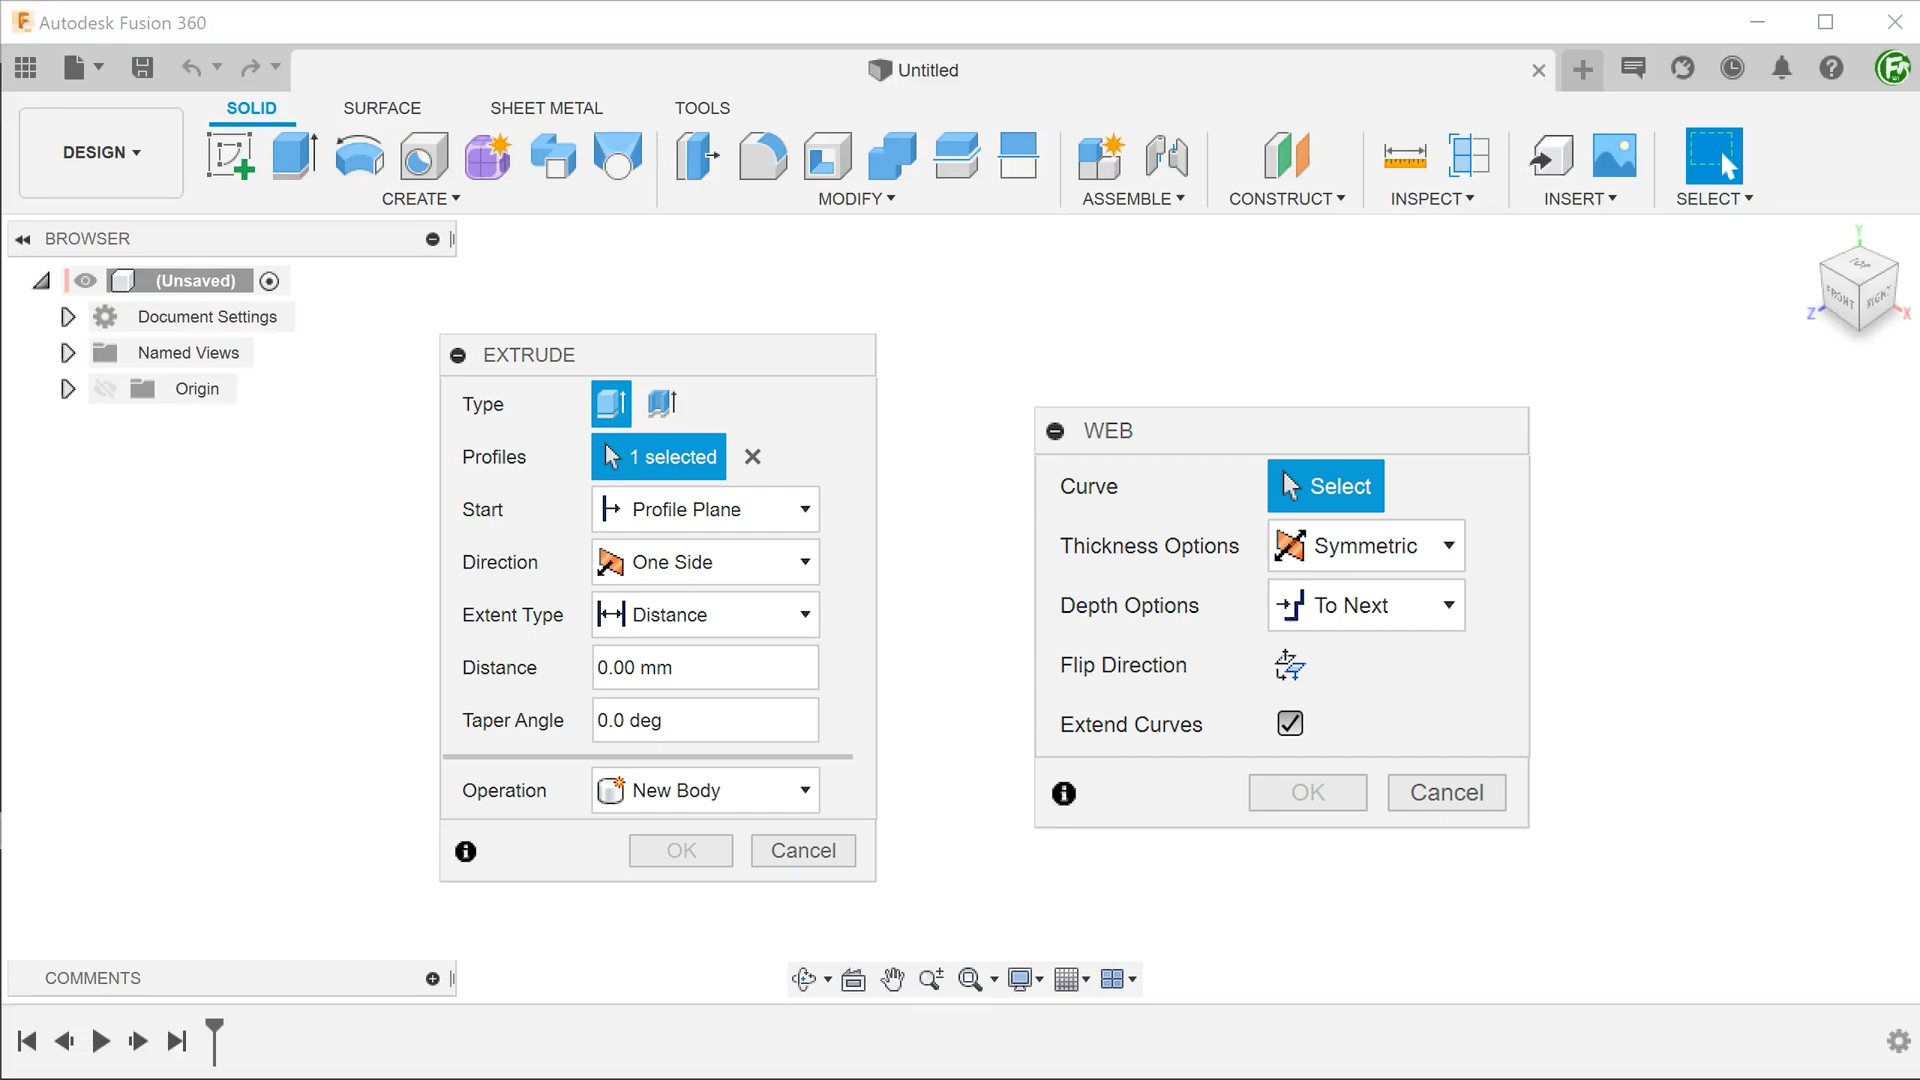 Autodesk Fusion 360
Untitled
SOLID SURFACE SHEET METAL TOOLS
DESIGN
CREATE MODIFY ASSEMBLE CONSTRUCT INSPECT INSERT SELECT
BROWSER
(Unsaved)
Document Settings
Named Views
Origin
EXTRUDE
Type
Profiles 1 selected
Start Profile Plane
Direction One Side
Extent Type Distance
Distance 0.00 mm
Taper Angle 0.0 deg
Operation New Body
OK Cancel
WEB
Curve Select
Thickness Options Symmetric
Depth Options To Next
Flip Direction
Extend Curves
OK Cancel
Y
TOP
FRONT RIGHT
Z X
COMMENTS